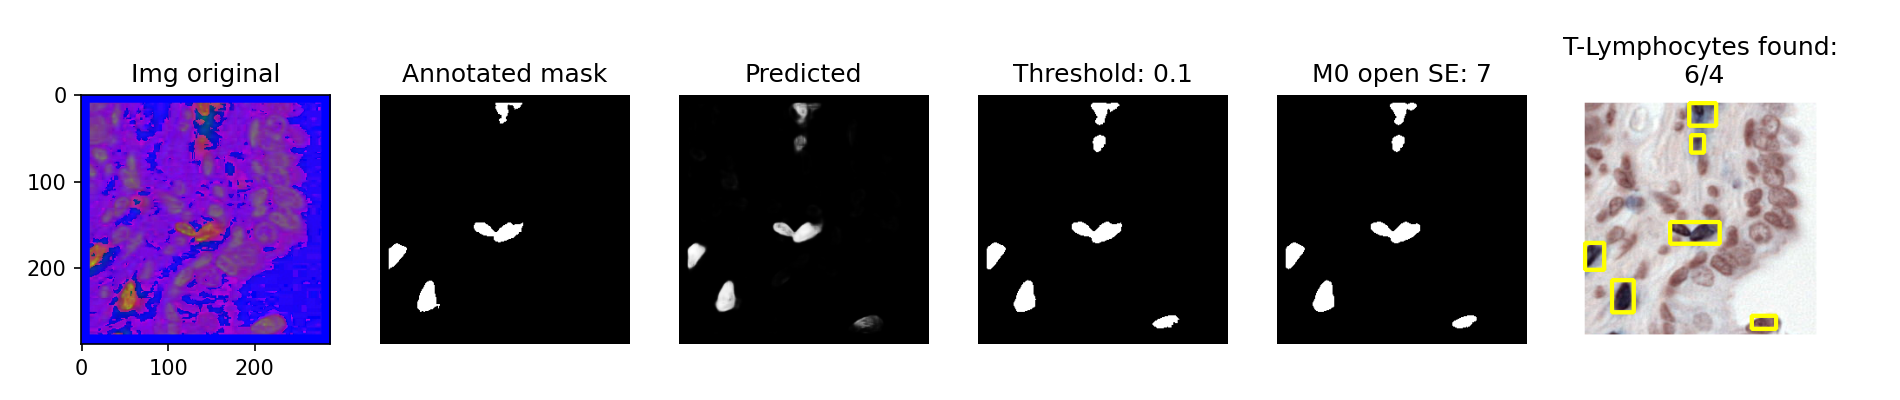 Img original
Annotated mask
Predicted
Threshold: 0.1
M0 open SE: 7
T-Lymphocytes found:
6/4
0
100
200
0
100
200